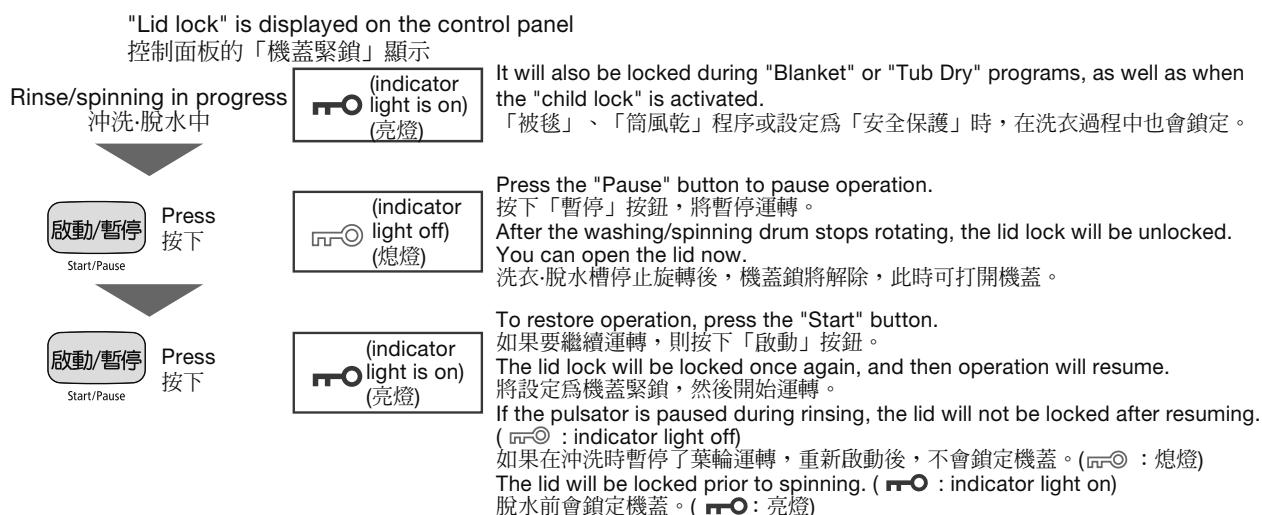 "Lid lock" is displayed on the control panel
控制面板的「機蓋緊鎖」顯示
Rinse/spinning in progress
沖洗·脫水中
(indicator
light is on)
(亮燈)
It will also be locked during "Blanket" or "Tub Dry" programs, as well as when
the "child lock" is activated.
「被毯」、「筒風乾」程序或設定爲「安全保護」時，在洗衣過程中也會鎖定。
啟動/暫停
Start/Pause
Press
按下
(indicator
light off)
(熄燈)
Press the "Pause" button to pause operation.
按下「暫停」按鈕，將暫停運轉。
After the washing/spinning drum stops rotating, the lid lock will be unlocked.
You can open the lid now.
洗衣·脫水槽停止旋轉後，機蓋鎖將解除，此時可打開機蓋。
啟動/暫停
Start/Pause
Press
按下
(indicator
light is on)
(亮燈)
To restore operation, press the "Start" button.
如果要繼續運轉，則按下「啟動」按鈕。
The lid lock will be locked once again, and then operation will resume.
將設定爲機蓋緊鎖，然後開始運轉。
If the pulsator is paused during rinsing, the lid will not be locked after resuming.
( : indicator light off)
如果在沖洗時暫停了葉輪運轉，重新啟動後，不會鎖定機蓋。( ：熄燈)
The lid will be locked prior to spinning. ( : indicator light on)
脫水前會鎖定機蓋。( ：亮燈)